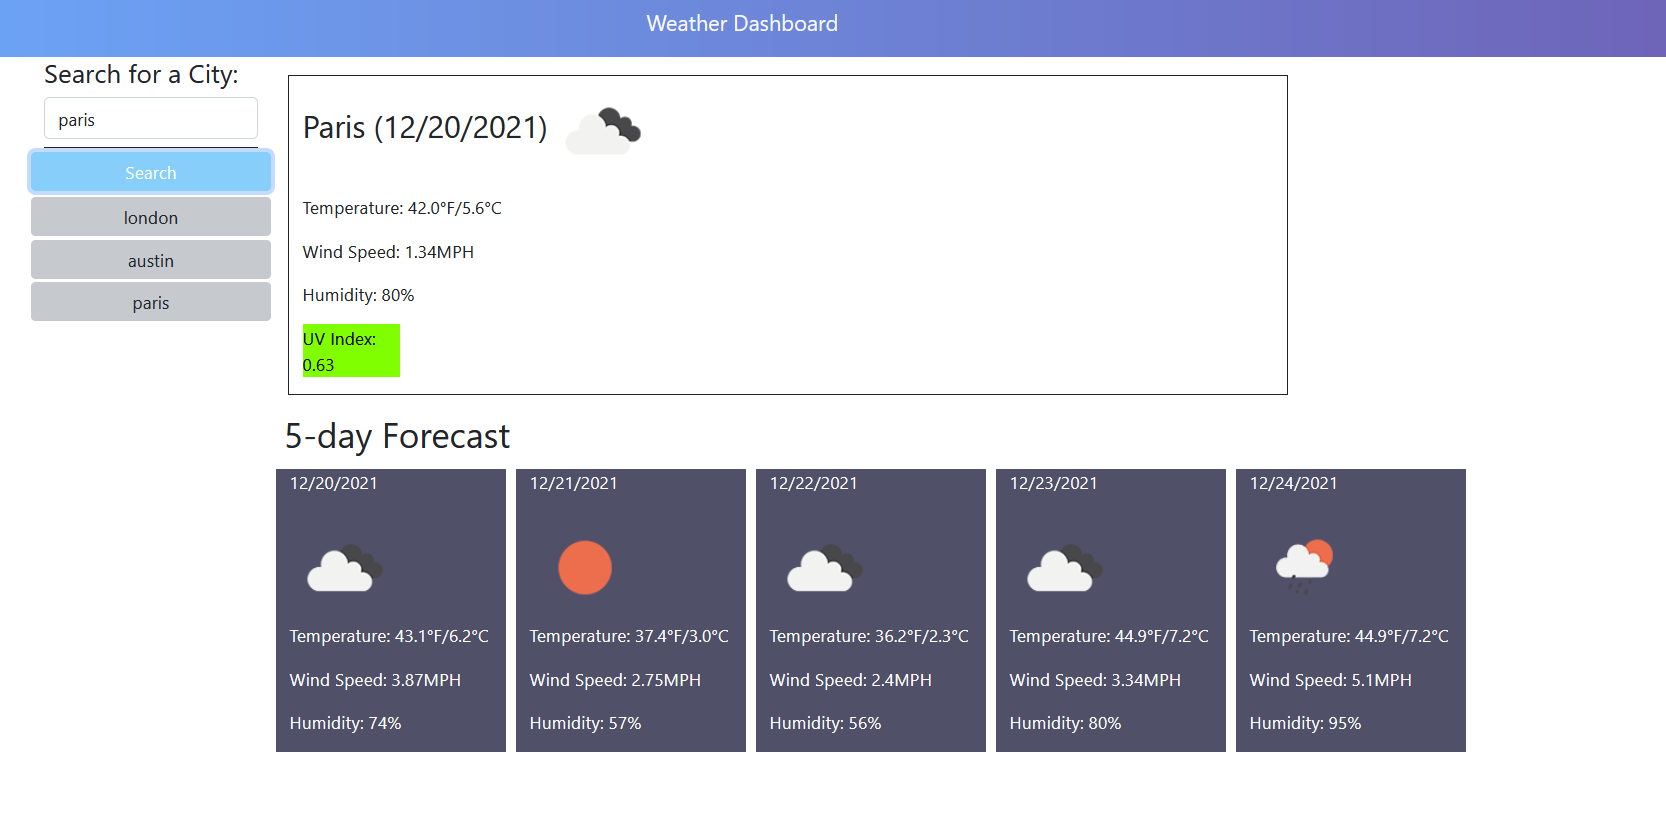 Weather Dashboard
Search for a City:
paris
Search
london
austin
paris
Paris (12/20/2021)
Temperature: 42.0°F/5.6°C
Wind Speed: 1.34MPH
Humidity: 80%
UV Index:
0.63
5-day Forecast
12/20/2021
Temperature: 43.1°F/6.2°C
Wind Speed: 3.87MPH
Humidity: 74%
12/21/2021
Temperature: 37.4°F/3.0°C
Wind Speed: 2.75MPH
Humidity: 57%
12/22/2021
Temperature: 36.2°F/2.3°C
Wind Speed: 2.4MPH
Humidity: 56%
12/23/2021
Temperature: 44.9°F/7.2°C
Wind Speed: 3.34MPH
Humidity: 80%
12/24/2021
Temperature: 44.9°F/7.2°C
Wind Speed: 5.1MPH
Humidity: 95%